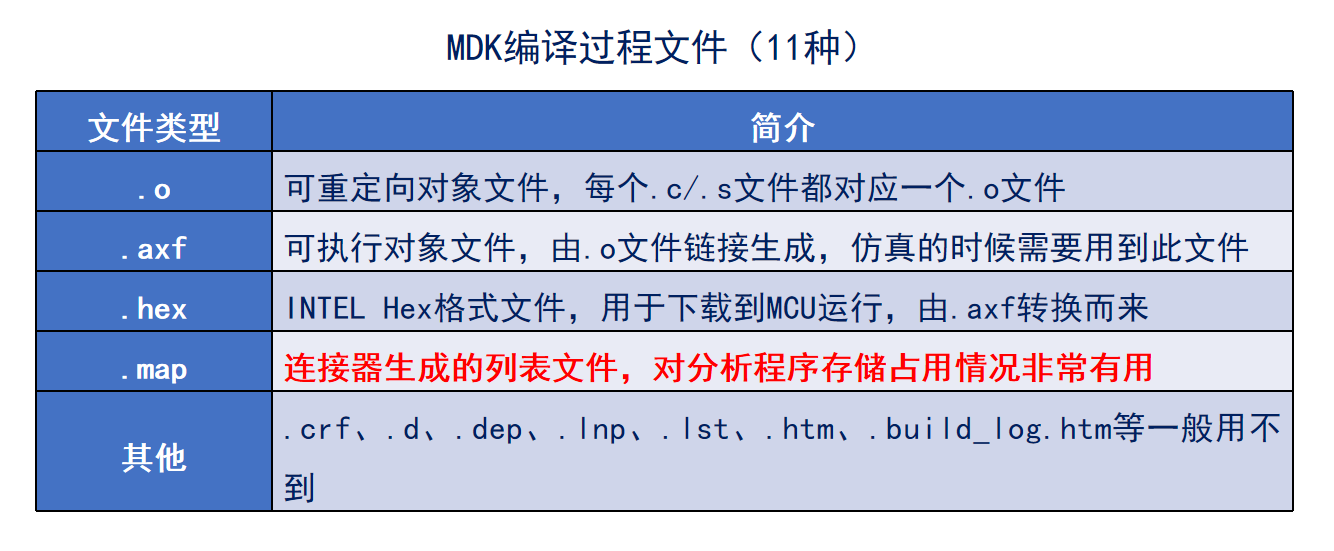 MDK编译过程文件（11种）
文件类型
简介
.o
可重定向对象文件，每个.c/.s文件都对应一个.o文件
.axf
可执行对象文件，由.o文件链接生成，仿真的时候需要用到此文件
.hex
INTEL Hex格式文件，用于下载到MCU运行，由.axf转换而来
.map
连接器生成的列表文件，对分析程序存储占用情况非常有用
其他
.crf、.d、.dep、.lnp、.lst、.htm、.build_log.htm等一般用不
到